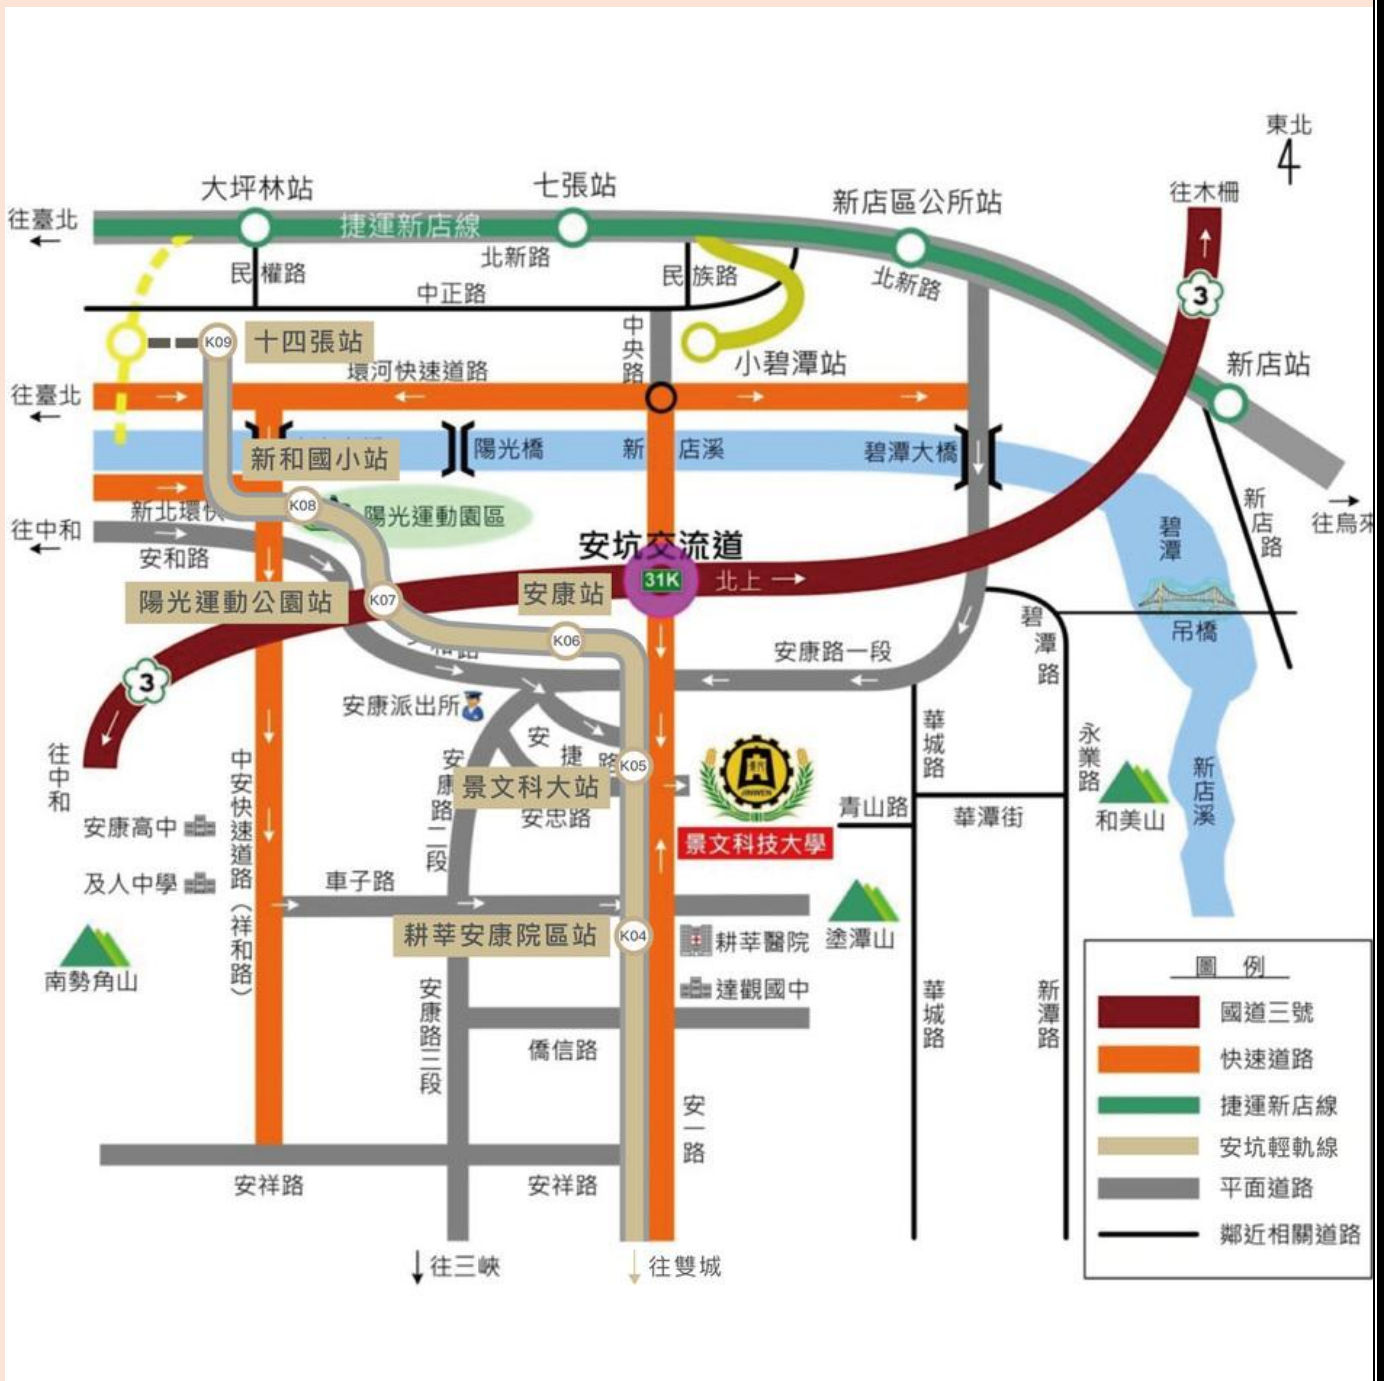 東北
往木柵
大坪林站
七張站
新店區公所站
往臺北
捷運新店線
北新路
民權路
民族路
北新路
中正路
3
K09
十四張站
中央路
小碧潭站
新店站
環河快速道路
往臺北
陽光橋
新店溪
碧潭大橋
新和國小站
K08
陽光運動園區
新北環快
往中和
安和路
新店路
往烏來
碧潭
安坑交流道
31K
北上
安康站
陽光運動公園站
K07
K06
吊橋
碧潭路
安康路一段
3
安康派出所
往中和
安捷路
華城路
永業路
新店溪
中安快速道路（祥和路）
安康路二段
K05
景文科大站
安忠路
JINWEN
景文科技大學
青山路
華潭街
和美山
安康高中
及人中學
車子路
耕莘安康院區站
K04
耕莘醫院
塗潭山
南勢角山
達觀國中
安康路三段
僑信路
華城路
新潭路
安一路
安祥路
安祥路
往三峽
往雙城
圖 例
國道三號
快速道路
捷運新店線
安坑輕軌線
平面道路
鄰近相關道路